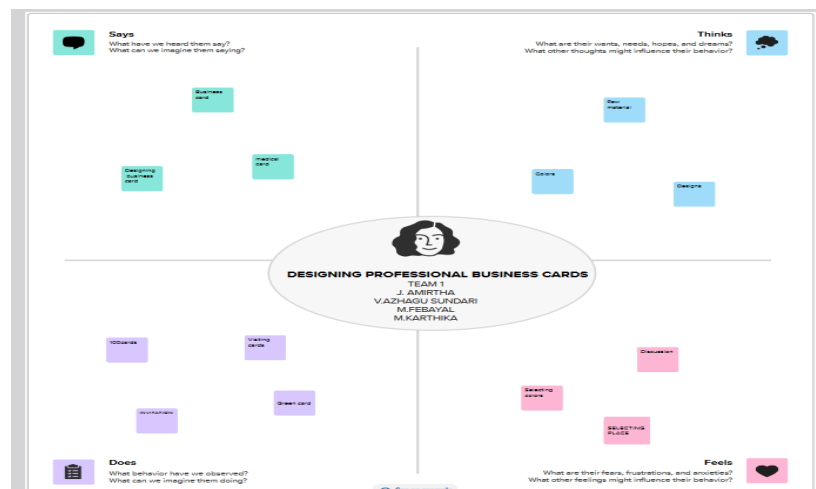 Says
What have we heard them say?
What can we imagine them saying?
Thinks
What are their wants, needs, hopes, and dreams?
What other thoughts might influence their behavior?
Business
card
Designing
business
card
medical
card
Raw
material
Colors
Designs
DESIGNING PROFESSIONAL BUSINESS CARDS
TEAM 1
J. AMIRTHA
V.AZHAGU SUNDARI
M.FEBAYAL
M.KARTHIKA
100cards
Visiting
cards
INVITATION
Green card
Discussion
Selecting
colors
SELECTING
PLACE
Does
What behavior have we observed?
What can we imagine them doing?
Feels
What are their fears, frustrations, and anxieties?
What other feelings might influence their behavior?